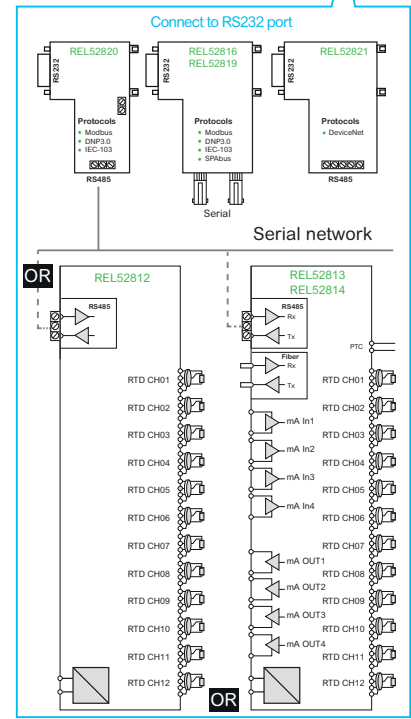 Connect to RS232 port
REL52820
RS232
Protocols
• Modbus
• DNP3.0
• IEC-103
RS485
REL52816
REL52819
RS232
Protocols
• Modbus
• DNP3.0
• IEC-103
• SPAbus
Serial
REL52821
RS232
Protocols
• DeviceNet
RS485
Serial network
OR
REL52812
RS485
RTD CH01
RTD CH02
RTD CH03
RTD CH04
RTD CH05
RTD CH06
RTD CH07
RTD CH08
RTD CH09
RTD CH10
RTD CH11
RTD CH12
OR
REL52813
REL52814
RS485
Rx
Tx
Fiber
Rx
Tx
mA In1
mA In2
mA In3
mA In4
mA OUT1
mA OUT2
mA OUT3
mA OUT4
PTC
RTD CH01
RTD CH02
RTD CH03
RTD CH04
RTD CH05
RTD CH06
RTD CH07
RTD CH08
RTD CH09
RTD CH10
RTD CH11
RTD CH12